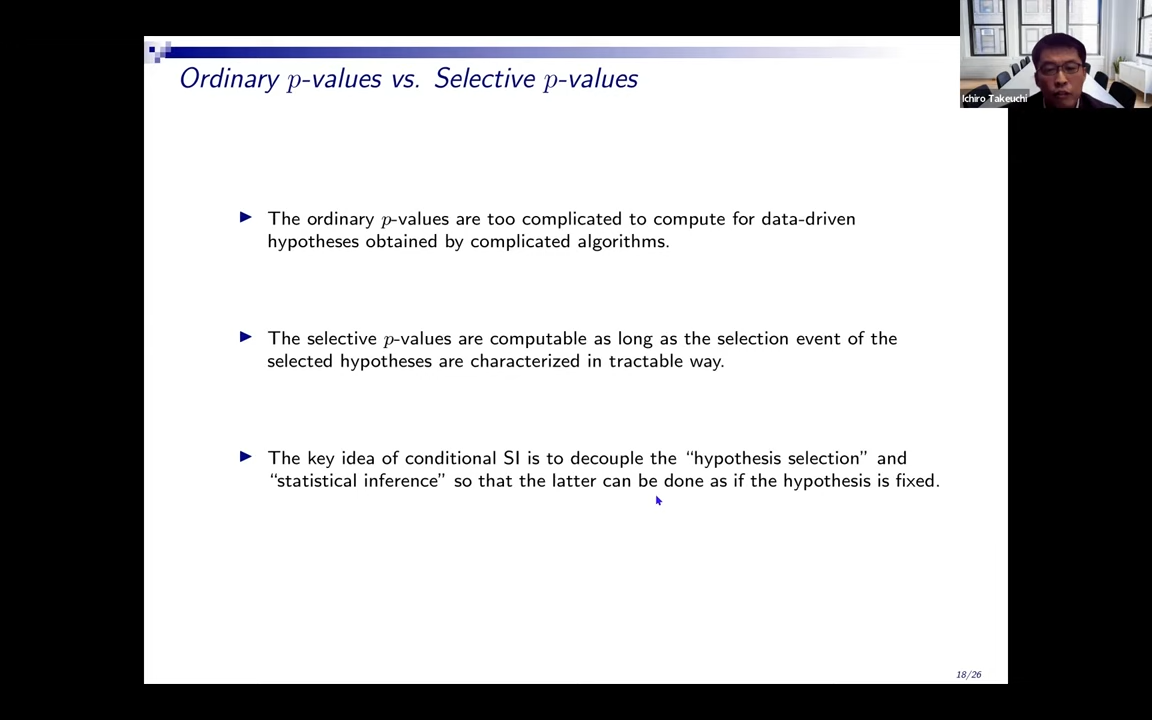 Ordinary p-values vs. Selective p-values
Ichiro Takeuchi
The ordinary p-values are too complicated to compute for data-driven
hypotheses obtained by complicated algorithms.
The selective p-values are computable as long as the selection event of the
selected hypotheses are characterized in tractable way.
The key idea of conditional SI is to decouple the “hypothesis selection” and
“statistical inference” so that the latter can be done as if the hypothesis is fixed.
18/26